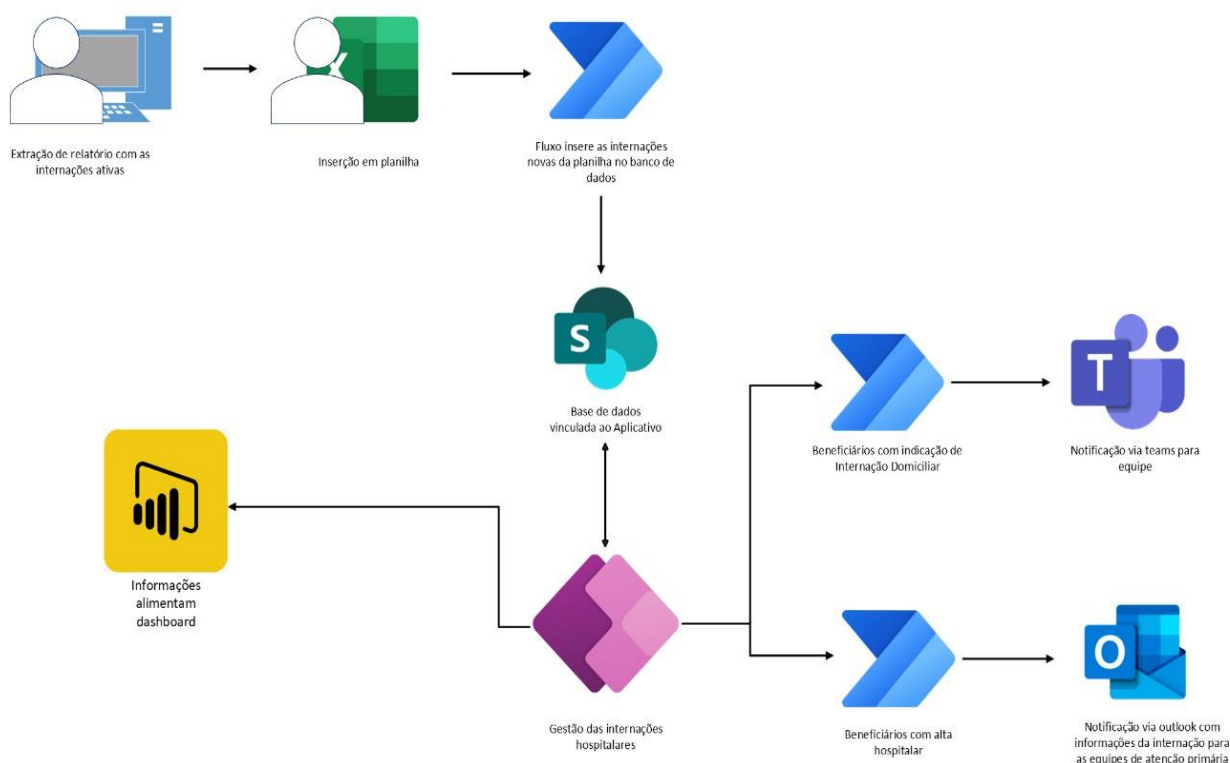 Extração de relatório com as
internações ativas
Inserção em planilha
Fluxo insere as internações
novas da planilha no banco de
dados
S
Base de dados
vinculada ao Aplicativo
Beneficiários com indicação de
Internação Domiciliar
T
Notificação via teams para
equipe
Informações
alimentam
dashboard
Gestão das internações
hospitalares
Beneficiários com alta
hospitalar
O
Notificação via outlook com
informações da internação para
as equipes de atenção primária